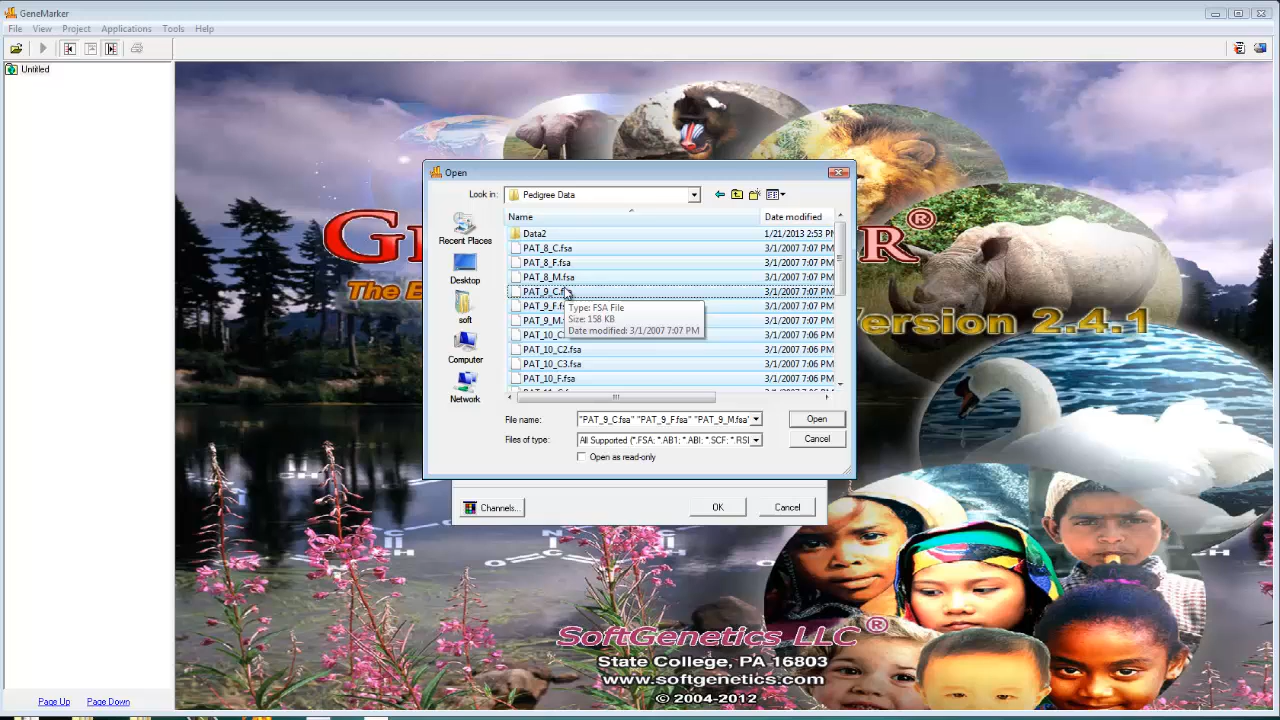 GeneMarker
File View Project Applications Tools Help
Untitled
Open
Look in: Pedigree Data
Name Date modified
Data2 1/21/2013 2:53 PM
PAT_8_C.fsa 3/1/2007 7:07 PM
PAT_8_F.fsa 3/1/2007 7:07 PM
PAT_8_M.fsa 3/1/2007 7:07 PM
PAT_9_C.fsa 3/1/2007 7:07 PM
PAT_9_F.fsa 3/1/2007 7:07 PM
PAT_9_M. 3/1/2007 7:07 PM
PAT_10_C 3/1/2007 7:06 PM
PAT_10_C2.fsa 3/1/2007 7:06 PM
PAT_10_C3.fsa 3/1/2007 7:06 PM
PAT_10_F.fsa 3/1/2007 7:06 PM
Type: FSA File
Size: 158 KB
Date modified: 3/1/2007 7:07 PM
Recent Places
Desktop
soft
Computer
Network
File name: "PAT_9_C.fsa" "PAT_9_F.fsa" "PAT_9_M.fsa" Open
Files of type: All Supported (*.FSA; *.AB1; *.ABI; *.SCF; *.RSD Cancel
Open as read-only
Channels... OK Cancel
G R®
The
Version 2.4.1
SoftGenetics LLC ®
State College, PA 16803
www.softgenetics.com
© 2004-2012
Page Up Page Down